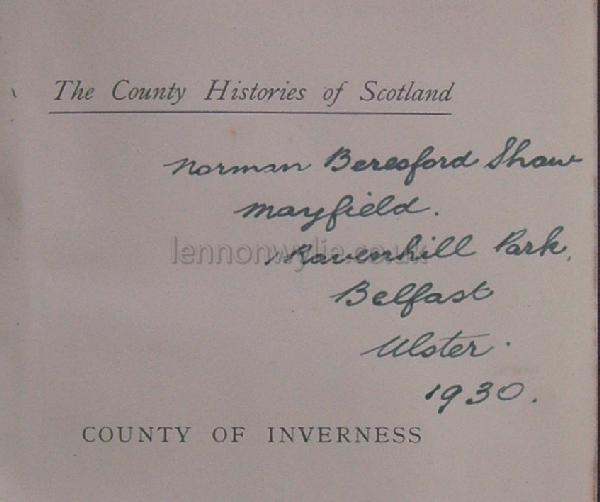 The County Histories of Scotland
Norman Beresford Shaw
Mayfield.
lennonwylie.co.uk
Ravenhill Park,
Belfast
Ulster.
1930.
COUNTY OF INVERNESS